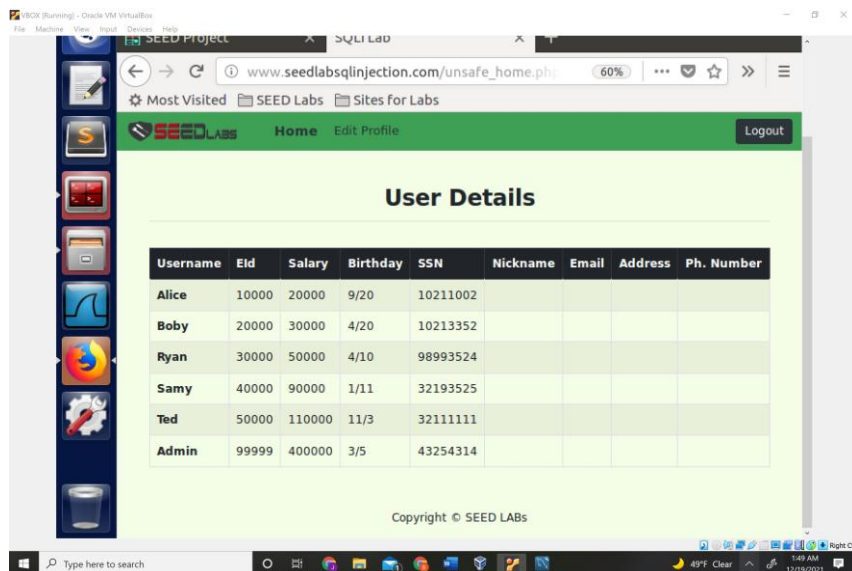 VBOX [Running] - Oracle VM VirtualBox
File Machine View Input Devices Help
SEED Project
SQLi Lab
www.seedlabsqlinjection.com/unsafe_home.php
60%
Most Visited SEED Labs Sites for Labs
SEEDLABS Home Edit Profile Logout
User Details
Username EId Salary Birthday SSN Nickname Email Address Ph. Number
Alice 10000 20000 9/20 10211002
Boby 20000 30000 4/20 10213352
Ryan 30000 50000 4/10 98993524
Samy 40000 90000 1/11 32193525
Ted 50000 110000 11/3 32111111
Admin 99999 400000 3/5 43254314
Copyright © SEED LABs
Right C
Type here to search
49°F Clear
1:49 AM
12/19/2021